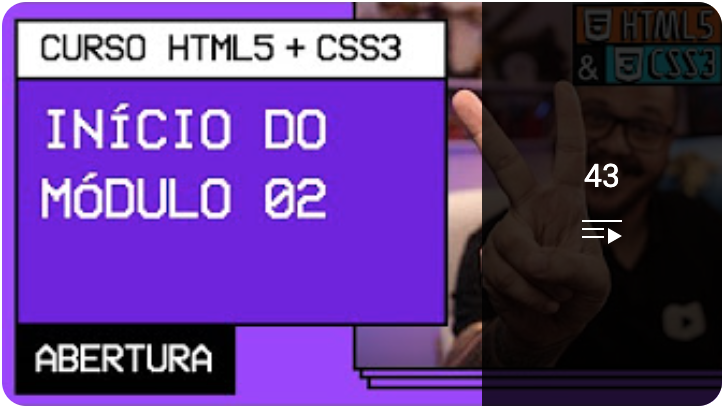 CURSO HTML5 + CSS3
INÍCIO DO
MÓDULO 02
ABERTURA
HTML5
& CSS3
43